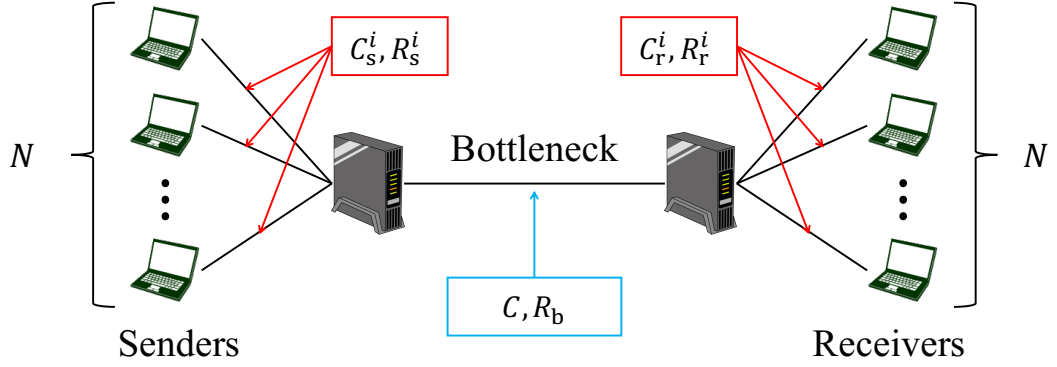 C_s^i, R_s^i
C_r^i, R_r^i
N
Bottleneck
N
C, R_b
Senders
Receivers